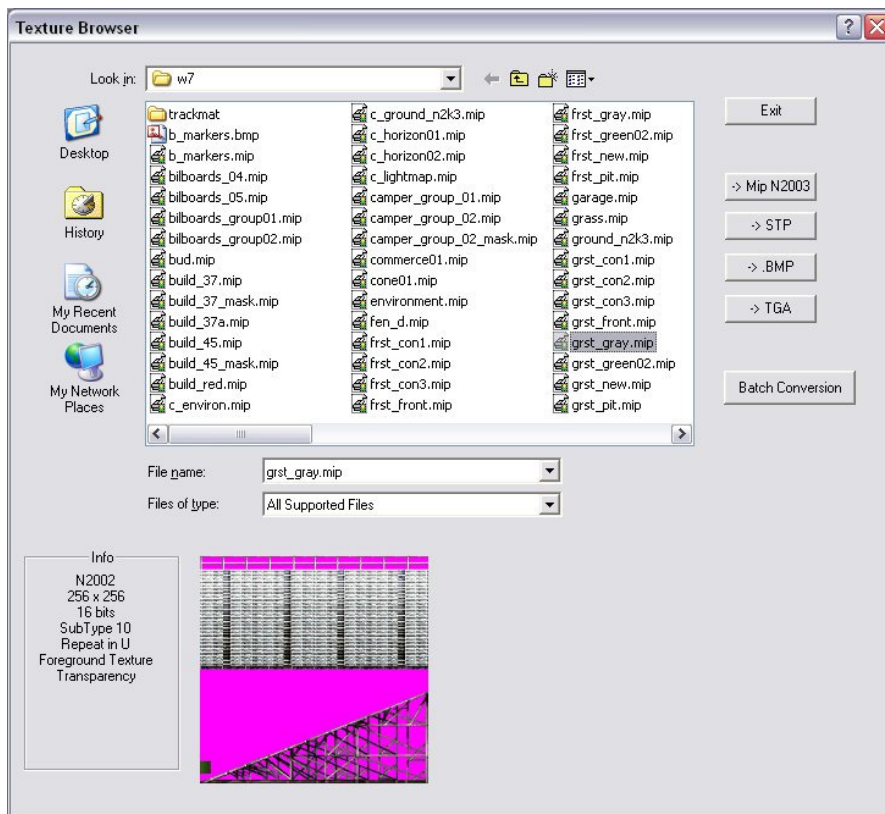 Texture Browser
Look in:
w7
Desktop
History
My Recent
Documents
My Network
Places
trackmat
b_markers.bmp
b_markers.mip
bilboards_04.mip
bilboards_05.mip
bilboards_group01.mip
bilboards_group02.mip
bud.mip
build_37.mip
build_37_mask.mip
build_37a.mip
build_45.mip
build_45_mask.mip
build_red.mip
c_environ.mip
c_ground_n2k3.mip
c_horizon01.mip
c_horizon02.mip
c_lightmap.mip
camper_group_01.mip
camper_group_02.mip
camper_group_02_mask.mip
commerce01.mip
cone01.mip
environment.mip
fen_d.mip
frst_con1.mip
frst_con2.mip
frst_con3.mip
frst_front.mip
frst_gray.mip
frst_green02.mip
frst_new.mip
frst_pit.mip
garage.mip
grass.mip
ground_n2k3.mip
grst_con1.mip
grst_con2.mip
grst_con3.mip
grst_front.mip
grst_gray.mip
grst_green02.mip
grst_new.mip
grst_pit.mip
Exit
-> Mip N2003
-> STP
-> .BMP
-> TGA
Batch Conversion
File name:
grst_gray.mip
Files of type:
All Supported Files
Info
N2002
256 x 256
16 bits
SubType 10
Repeat in U
Foreground Texture
Transparency